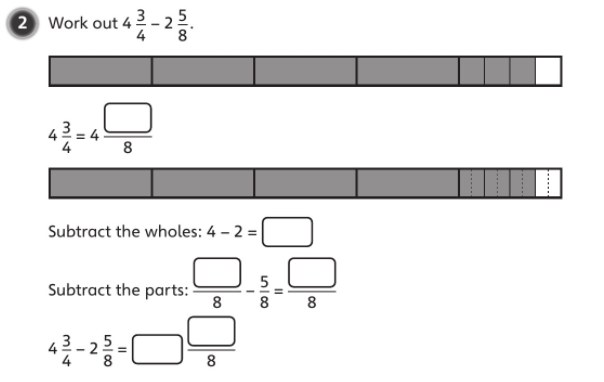 2 Work out 4 3/4 – 2 5/8.
4 3/4 = 4 □/8
Subtract the wholes: 4 – 2 = □
Subtract the parts: □/8 – 5/8 = □/8
4 3/4 – 2 5/8 = □ □/8